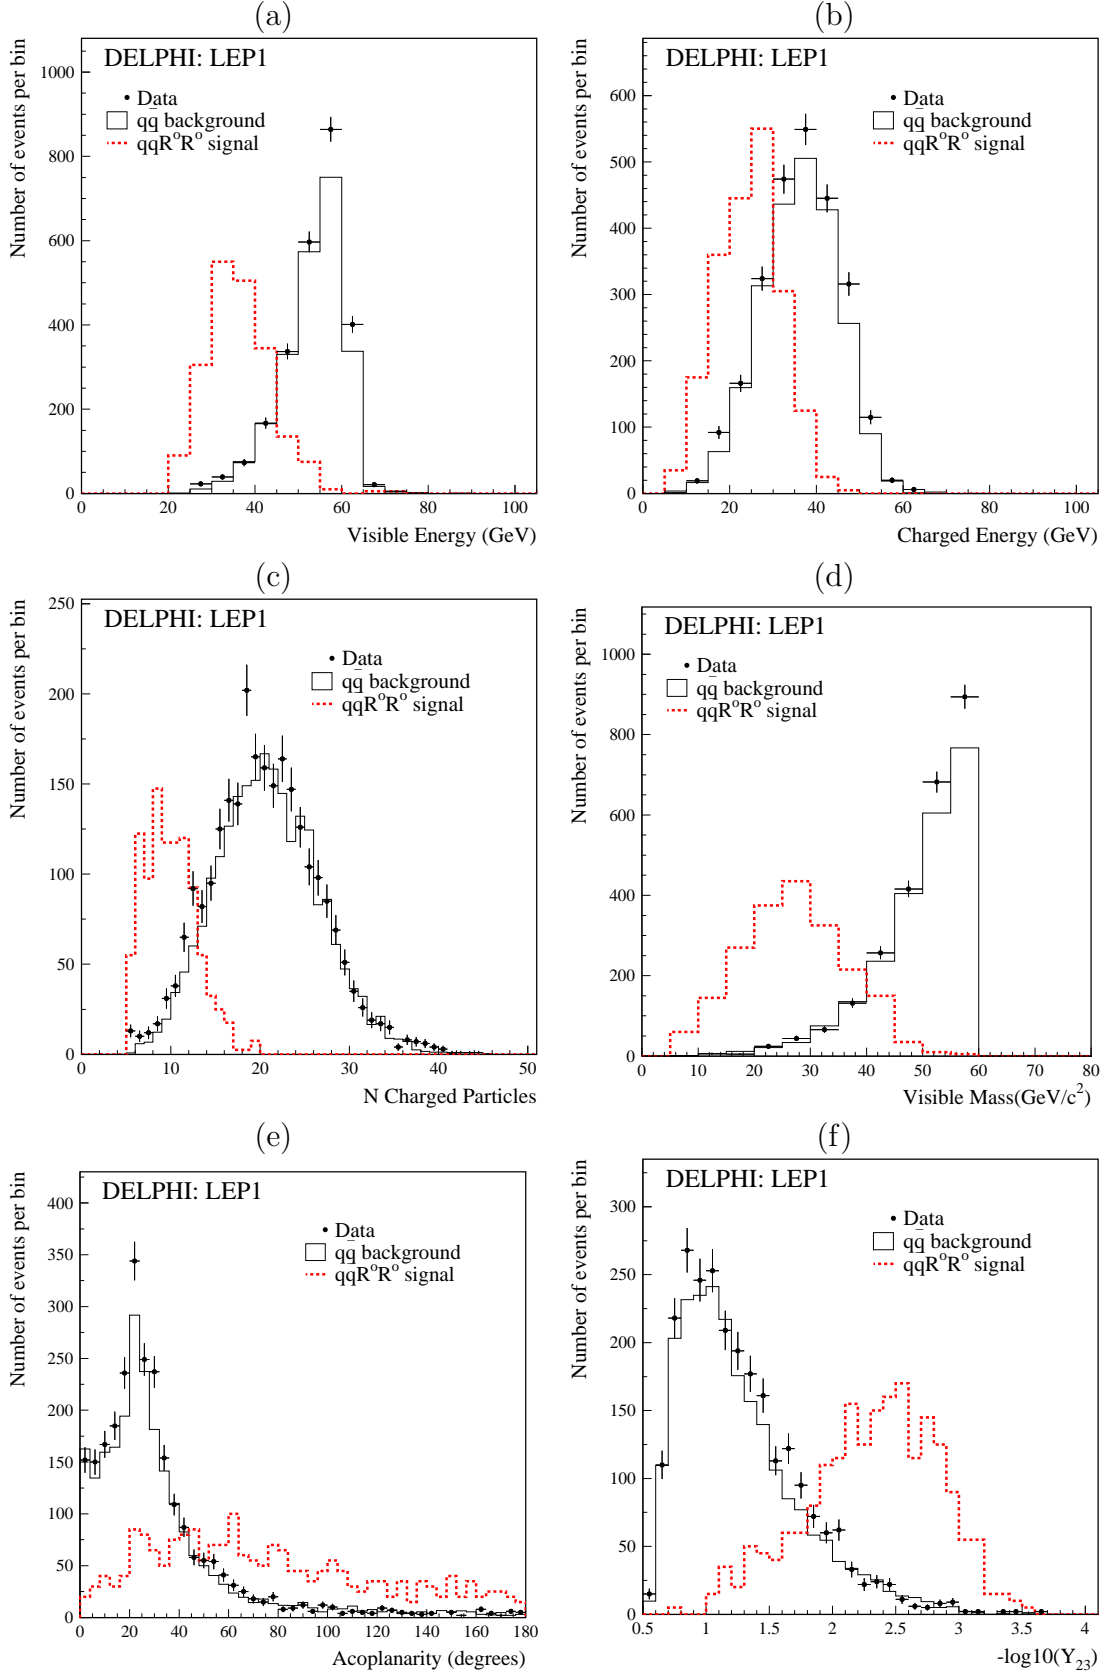 (a)
DELPHI: LEP1
Number of events per bin
Data
qq̄ background
qqR°R° signal
1000
800
600
400
200
0
0 20 40 60 80 100
Visible Energy (GeV)
(b)
DELPHI: LEP1
Number of events per bin
Data
qq̄ background
qqR°R° signal
600
500
400
300
200
100
0
0 20 40 60 80 100
Charged Energy (GeV)
(c)
DELPHI: LEP1
Number of events per bin
Data
qq̄ background
qqR°R° signal
250
200
150
100
50
0
0 10 20 30 40 50
N Charged Particles
(d)
DELPHI: LEP1
Number of events per bin
Data
qq̄ background
qqR°R° signal
1000
800
600
400
200
0
0 10 20 30 40 50 60 70 80
Visible Mass(GeV/c²)
(e)
DELPHI: LEP1
Number of events per bin
Data
qq̄ background
qqR°R° signal
400
350
300
250
200
150
100
50
0
0 20 40 60 80 100 120 140 160 180
Acoplanarity (degrees)
(f)
DELPHI: LEP1
Number of events per bin
Data
qq̄ background
qqR°R° signal
300
250
200
150
100
50
0
0.5 1 1.5 2 2.5 3 3.5 4
-log10(Y₂₃)